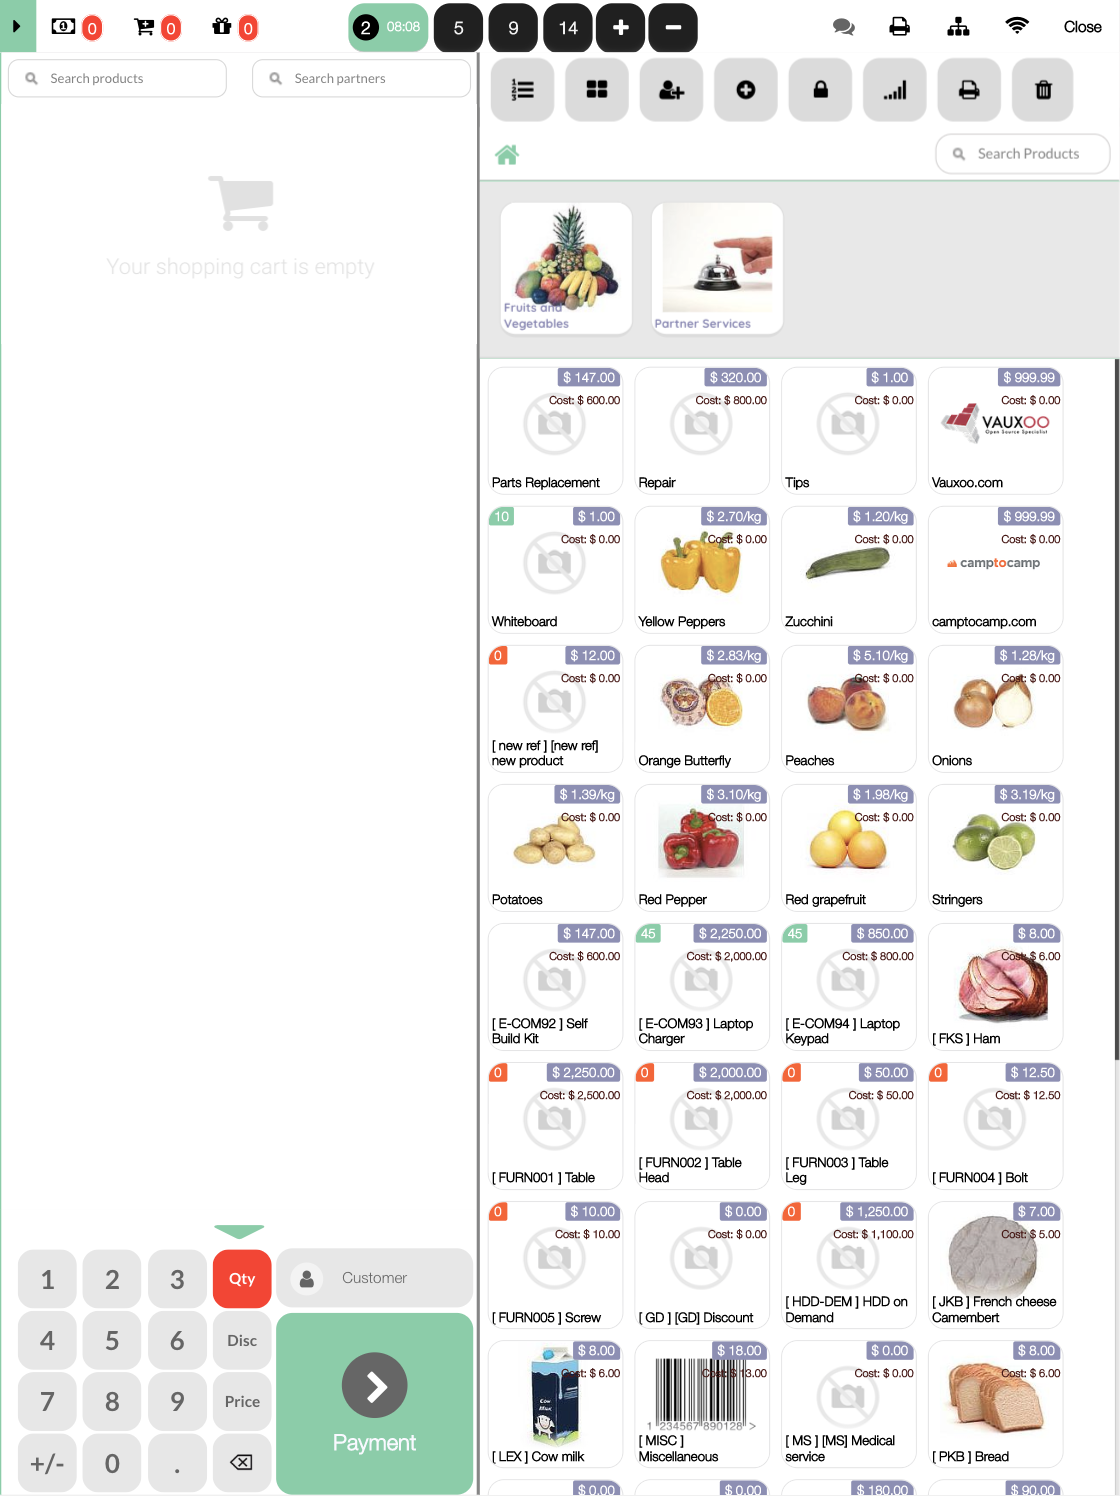 0 0 0 2 08:08 5 9 14 + − Close
Search products Search partners
Search Products
Your shopping cart is empty
Fruits and
Vegetables
Partner Services
$ 147.00 $ 320.00 $ 1.00 $ 999.99
Cost: $ 600.00 Cost: $ 800.00 Cost: $ 0.00 Cost: $ 0.00
VAUXOO
Open Source Specialist
Parts Replacement Repair Tips Vauxoo.com
10 $ 1.00 $ 2.70/kg $ 1.20/kg $ 999.99
Cost: $ 0.00 Cost: $ 0.00 Cost: $ 0.00 Cost: $ 0.00
camptocamp
Whiteboard Yellow Peppers Zucchini camptocamp.com
0 $ 12.00 $ 2.83/kg $ 5.10/kg $ 1.28/kg
Cost: $ 0.00 Cost: $ 0.00 Cost: $ 0.00 Cost: $ 0.00
[ new ref ] [new ref]
new product Orange Butterfly Peaches Onions
$ 1.39/kg $ 3.10/kg $ 1.98/kg $ 3.19/kg
Cost: $ 0.00 Cost: $ 0.00 Cost: $ 0.00 Cost: $ 0.00
Potatoes Red Pepper Red grapefruit Stringers
$ 147.00 45 $ 2,250.00 45 $ 850.00 $ 8.00
Cost: $ 600.00 Cost: $ 2,000.00 Cost: $ 800.00 Cost: $ 6.00
[ E-COM92 ] Self [ E-COM93 ] Laptop [ E-COM94 ] Laptop
Build Kit Charger Keypad [ FKS ] Ham
0 $ 2,250.00 0 $ 2,000.00 0 $ 50.00 0 $ 12.50
Cost: $ 2,500.00 Cost: $ 2,000.00 Cost: $ 50.00 Cost: $ 12.50
[ FURN002 ] Table [ FURN003 ] Table
[ FURN001 ] Table Head Leg [ FURN004 ] Bolt
0 $ 10.00 $ 0.00 0 $ 1,250.00 $ 7.00
Cost: $ 10.00 Cost: $ 0.00 Cost: $ 1,100.00 Cost: $ 5.00
[ HDD-DEM ] HDD on [ JKB ] French cheese
[ FURN005 ] Screw [ GD ] [GD] Discount Demand Camembert
$ 8.00 $ 18.00 $ 0.00 $ 8.00
Cost: $ 6.00 Cost: $ 13.00 Cost: $ 0.00 Cost: $ 6.00
Cow
Milk
1 234567 890128 >
[ MISC ] [ MS ] [MS] Medical
[ LEX ] Cow milk Miscellaneous service [ PKB ] Bread
$ 0.00 $ 0.00 $ 180.00 $ 90.00
1 2 3 Qty Customer
4 5 6 Disc
7 8 9 Price
+/- 0 .
Payment